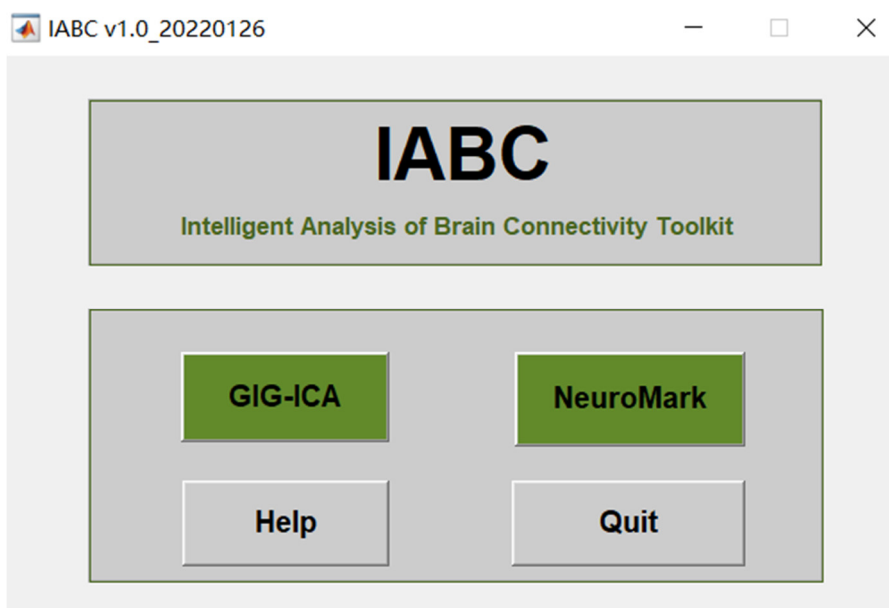 IABC v1.0_20220126
IABC
Intelligent Analysis of Brain Connectivity Toolkit
GIG-ICA
NeuroMark
Help
Quit